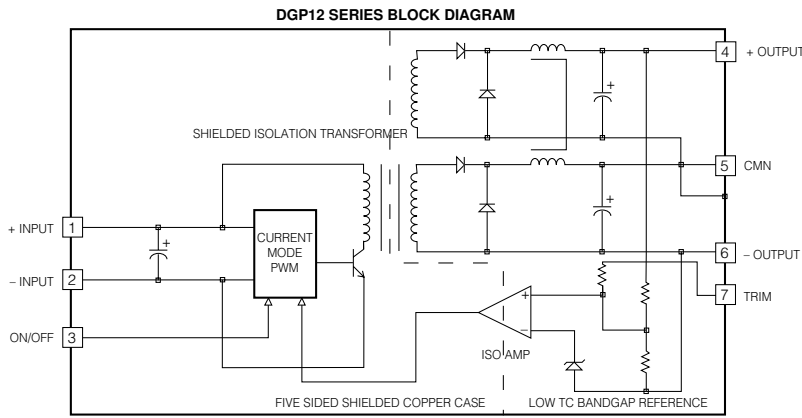 DGP12 SERIES BLOCK DIAGRAM
4 + OUTPUT
SHIELDED ISOLATION TRANSFORMER
+
5 CMN
+ INPUT 1
+
CURRENT
MODE
PWM
+
6 – OUTPUT
– INPUT 2
7 TRIM
+
–
ON/OFF 3
ISO AMP
FIVE SIDED SHIELDED COPPER CASE
LOW TC BANDGAP REFERENCE